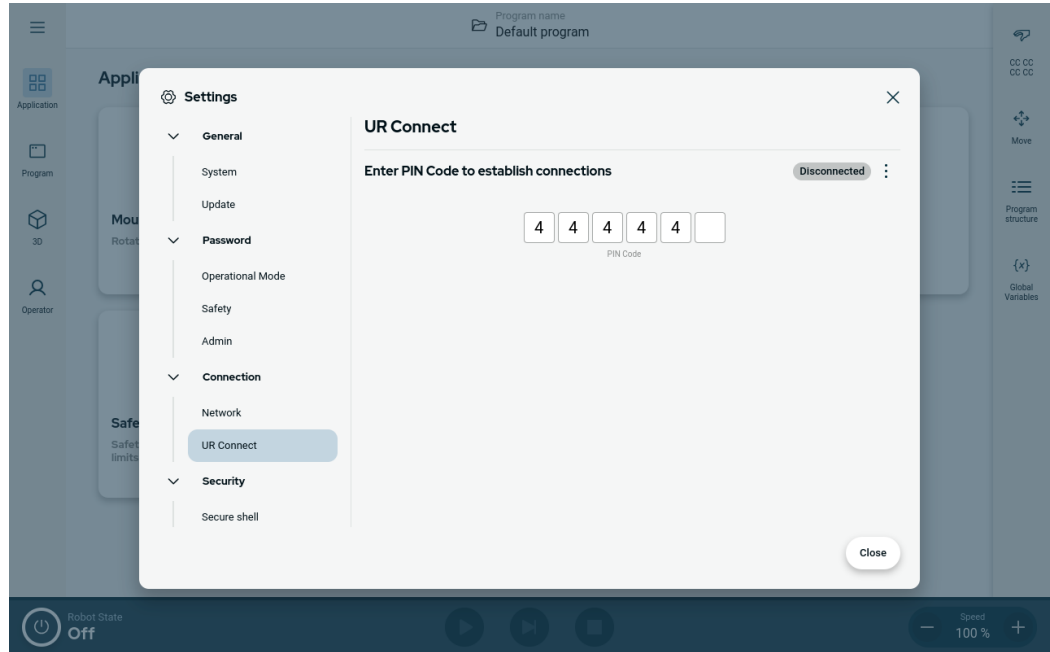 Program name
Default program
Application
Program
3D
Operator
Appli
Mou
Rotat
Safe
Safet
limits
Settings
General
System
Update
Password
Operational Mode
Safety
Admin
Connection
Network
UR Connect
Security
Secure shell
UR Connect
Enter PIN Code to establish connections
Disconnected
4 4 4 4 4
PIN Code
Close
CC CC
CC CC
Move
Program
structure
{x}
Global
Variables
Robot State
Off
Speed
100 %